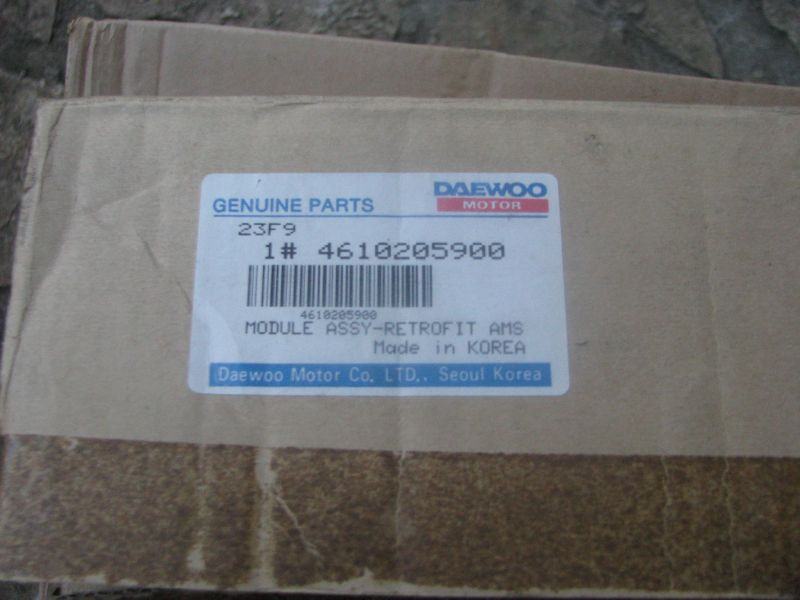 GENUINE PARTS
DAEWOO
MOTOR
23F9
1# 4610205900
4610205900
MODULE ASSY-RETROFIT AMS
Made in KOREA
Daewoo Motor Co. LTD., Seoul Korea